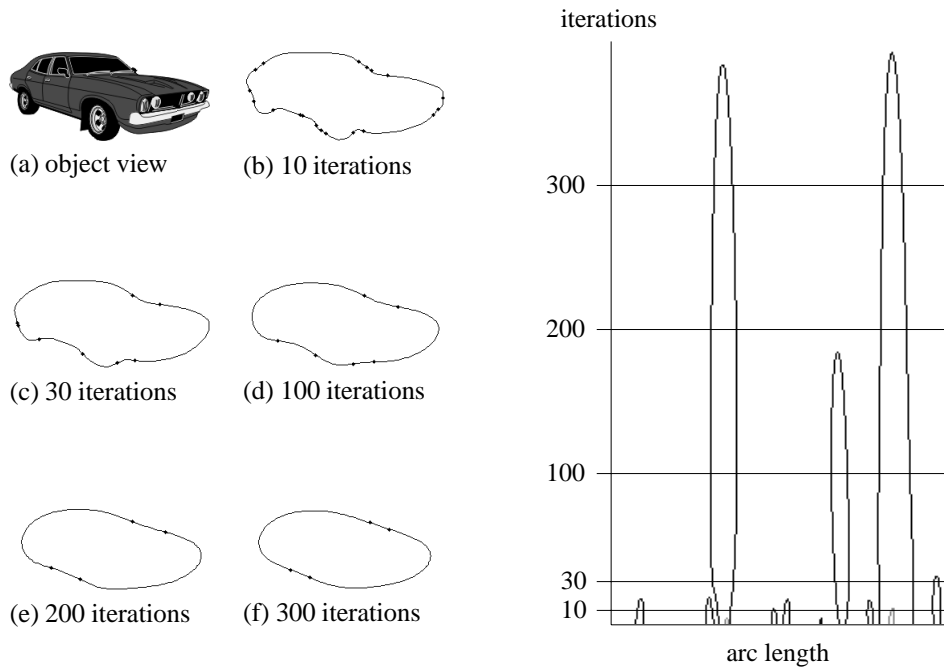 (a) object view
(b) 10 iterations
(c) 30 iterations
(d) 100 iterations
(e) 200 iterations
(f) 300 iterations
iterations
300
200
100
30
10
arc length